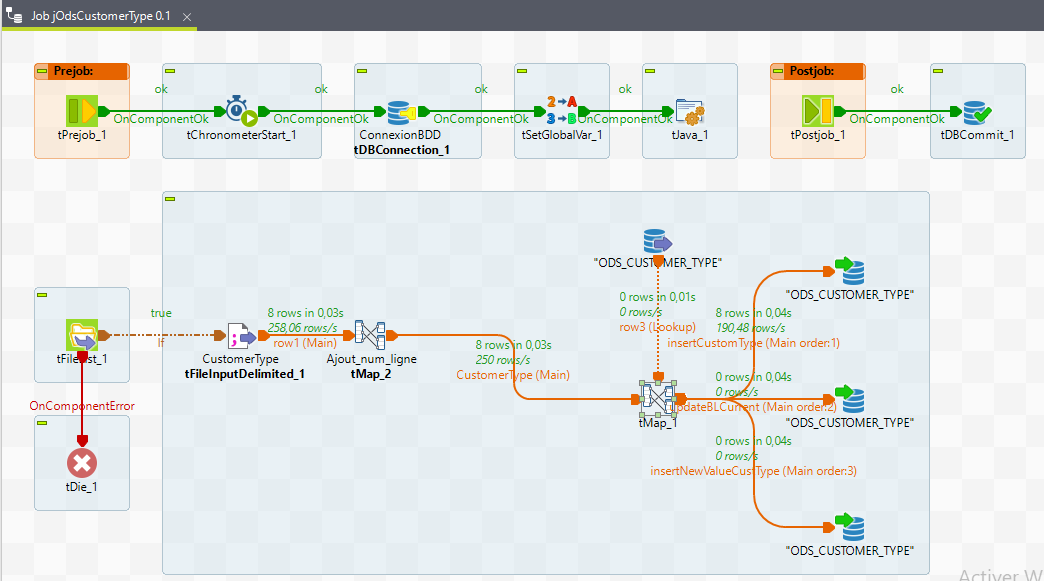 Job jOdsCustomerType 0.1
Prejob:
Postjob:
ok
ok
ok
ok
ok
OnComponentOk
OnComponentOk
OnComponentOk
OnComponentOk
OnComponentOk
tPrejob_1
tChronometerStart_1
ConnexionBDD
tDBConnection_1
tSetGlobalVar_1
tJava_1
tPostjob_1
tDBCommit_1
"ODS_CUSTOMER_TYPE"
0 rows in 0,01s
0 rows/s
row3 (Lookup)
"ODS_CUSTOMER_TYPE"
8 rows in 0,04s
190,48 rows/s
insertCustomType (Main order:1)
true
If
8 rows in 0,03s
258,06 rows/s
row1 (Main)
tFileList_1
CustomerType
tFileInputDelimited_1
Ajout_num_ligne
tMap_2
8 rows in 0,03s
250 rows/s
CustomerType (Main)
0 rows in 0,04s
0 rows/s
updateBLCurrent (Main order:2)
tMap_1
"ODS_CUSTOMER_TYPE"
OnComponentError
0 rows in 0,04s
0 rows/s
insertNewValueCustType (Main order:3)
tDie_1
"ODS_CUSTOMER_TYPE"
Activer W